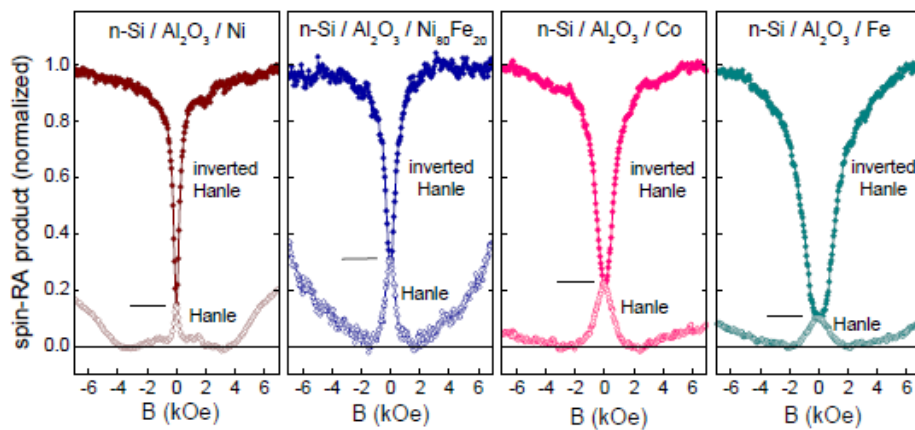 n-Si / Al₂O₃ / Ni
n-Si / Al₂O₃ / Ni₈₀Fe₂₀
n-Si / Al₂O₃ / Co
n-Si / Al₂O₃ / Fe
spin-RA product (normalized)
1.0
0.8
0.6
0.4
0.2
0.0
inverted
Hanle
Hanle
inverted
Hanle
Hanle
inverted
Hanle
Hanle
inverted
Hanle
Hanle
-6 -4 -2 0 2 4 6
-6 -4 -2 0 2 4 6
-6 -4 -2 0 2 4 6
-6 -4 -2 0 2 4 6
B (kOe)
B (kOe)
B (kOe)
B (kOe)